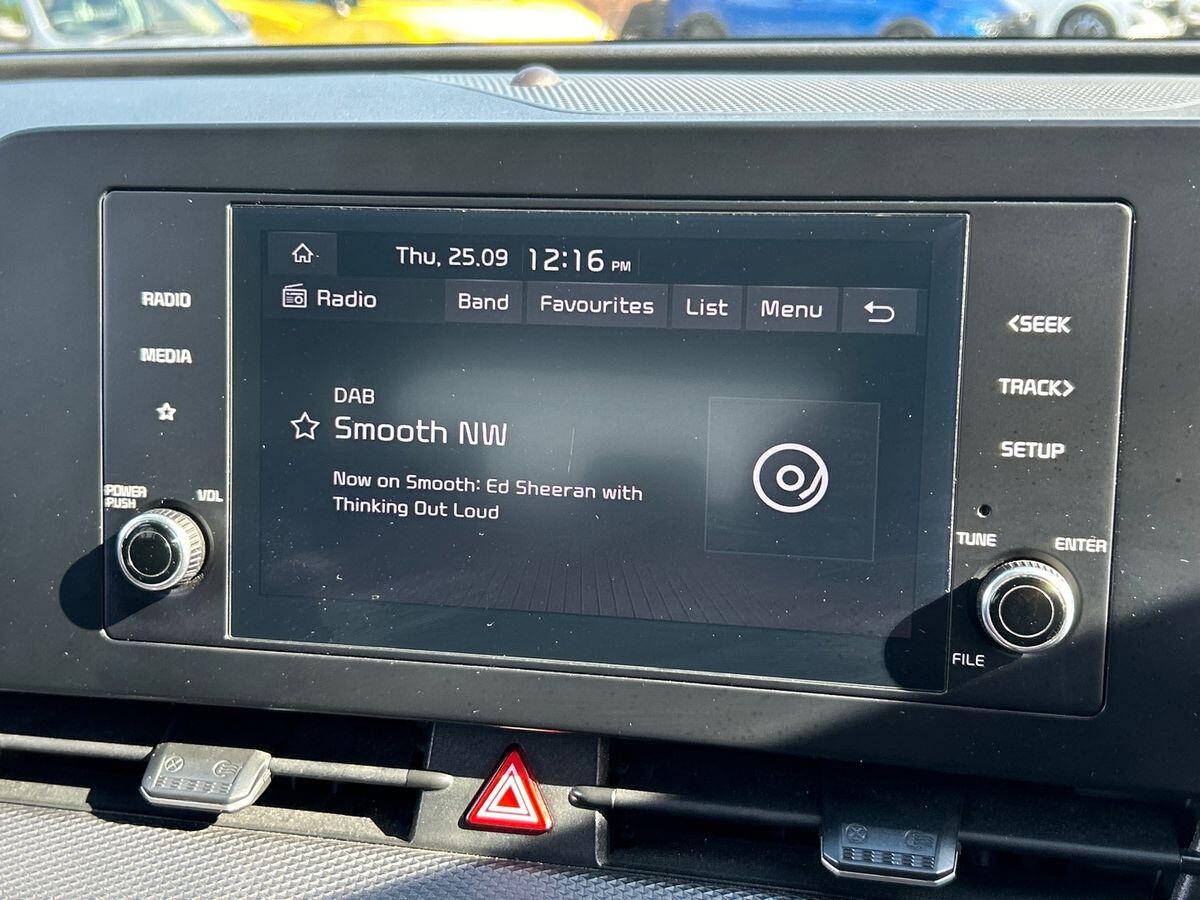 Thu, 25.09 12:16 PM
Radio Band Favourites List Menu
DAB
Smooth NW
Now on Smooth: Ed Sheeran with
Thinking Out Loud
RADIO
MEDIA
POWER
PUSH
VOL
<SEEK
TRACK>
SETUP
TUNE
ENTER
FILE